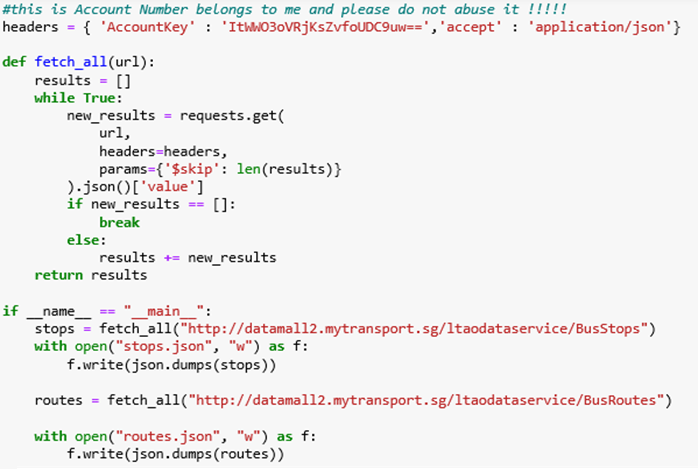 #this is Account Number belongs to me and please do not abuse it !!!!!
headers = { 'AccountKey' : 'ItWWO3oVRjKsZvfoUDC9uw==','accept' : 'application/json'}

def fetch_all(url):
    results = []
    while True:
        new_results = requests.get(
            url,
            headers=headers,
            params={'$skip': len(results)}
        ).json()['value']
        if new_results == []:
            break
        else:
            results += new_results
    return results

if __name__ == "__main__":
    stops = fetch_all("http://datamall2.mytransport.sg/ltaodataservice/BusStops")
    with open("stops.json", "w") as f:
        f.write(json.dumps(stops))

    routes = fetch_all("http://datamall2.mytransport.sg/ltaodataservice/BusRoutes")

    with open("routes.json", "w") as f:
        f.write(json.dumps(routes))